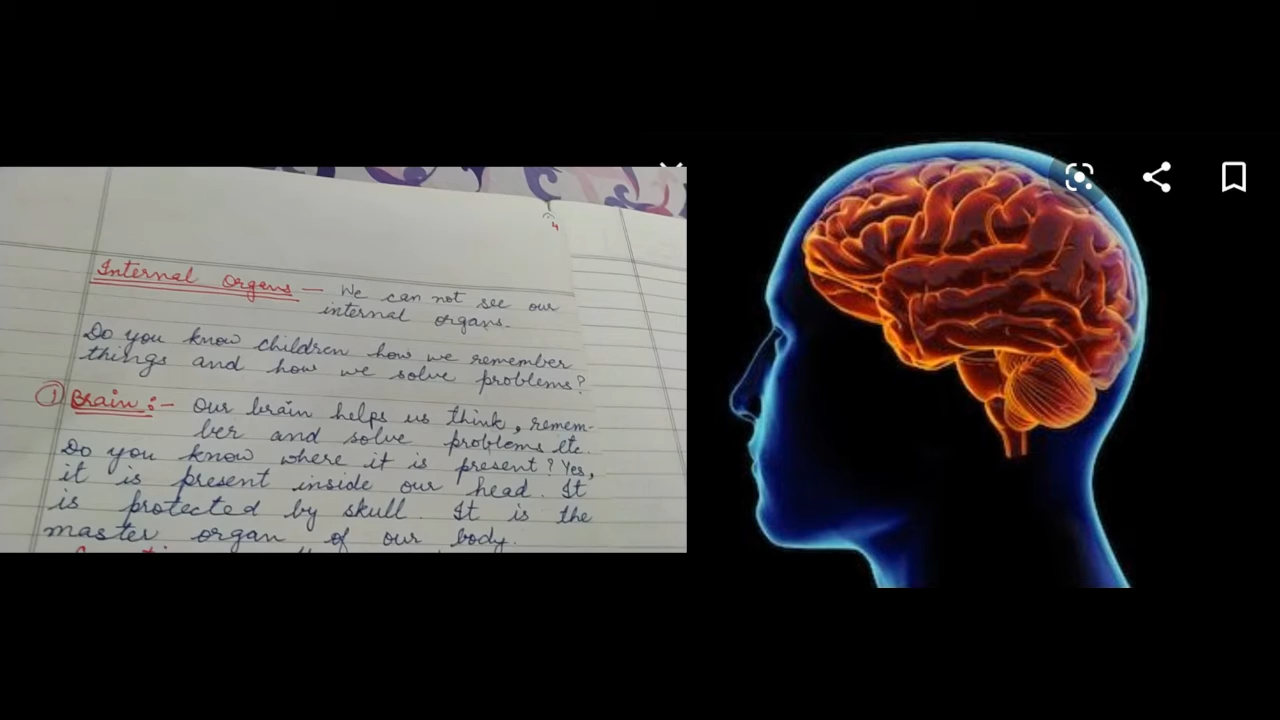 4
Internal Organs — We can not see our
internal organs.
Do you know children how we remember
things and how we solve problems?
① Brain :- Our brain helps us think, remem-
ber and solve problems etc.
Do you know where it is present? Yes,
it is present inside our head. It
is protected by skull. It is the
master organ of our body.